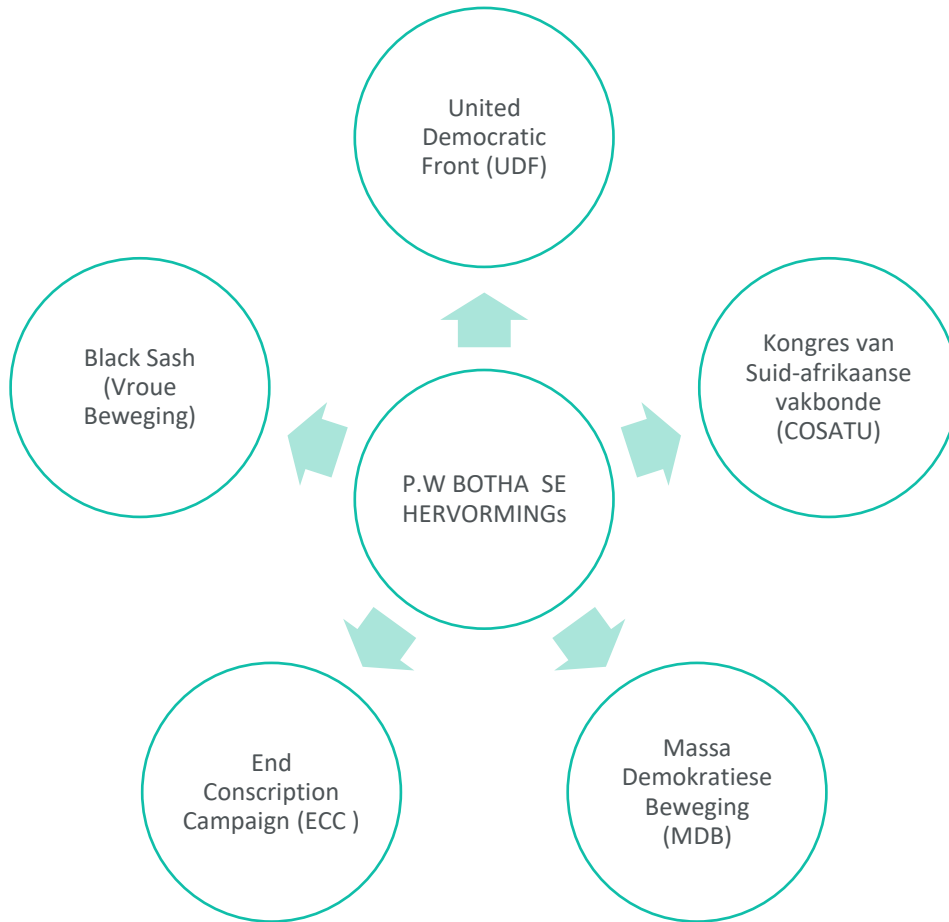 United
Democratic
Front (UDF)
Black Sash
(Vroue
Beweging)
Kongres van
Suid-afrikaanse
vakbonde
(COSATU)
P.W BOTHA  SE
HERVORMINGs
End
Conscription
Campaign (ECC )
Massa
Demokratiese
Beweging
(MDB)